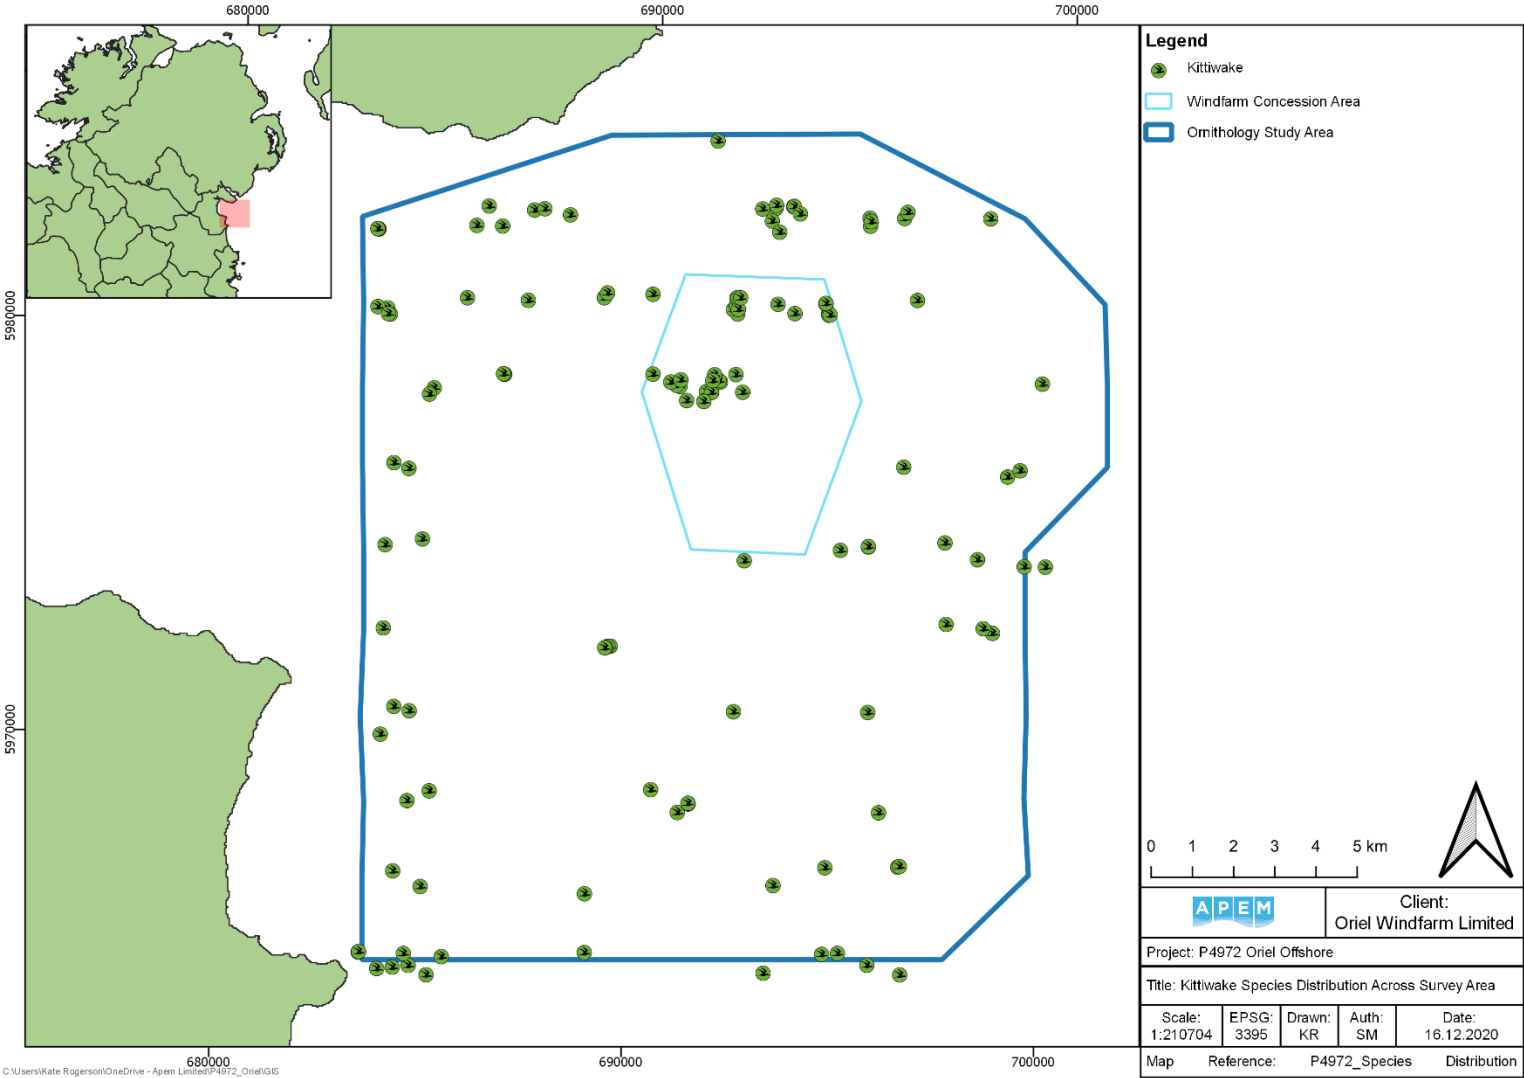 680000
690000
700000
5980000
5970000
680000
690000
700000
Legend
Kittiwake
Windfarm Concession Area
Ornithology Study Area
0 1 2 3 4 5 km
APEM
Client:
Oriel Windfarm Limited
Project: P4972 Oriel Offshore
Title: Kittiwake Species Distribution Across Survey Area
Scale:
1:210704
EPSG:
3395
Drawn:
KR
Auth:
SM
Date:
16.12.2020
Map Reference: P4972_Species Distribution
C:\Users\Kate Rogerson\OneDrive - Apem Limited\P4972_Oriel\GIS